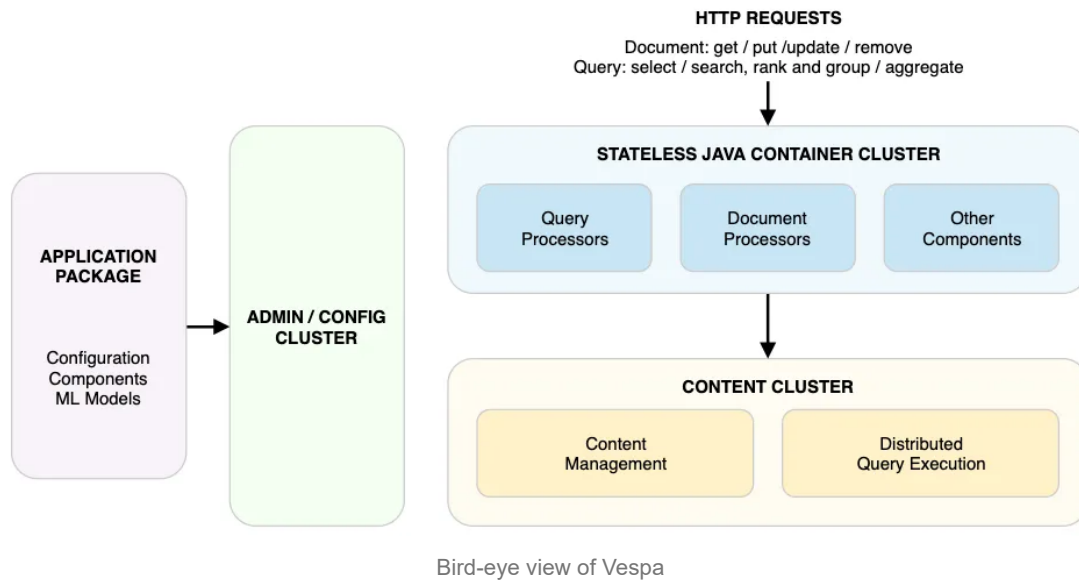 HTTP REQUESTS
Document: get / put /update / remove
Query: select / search, rank and group / aggregate
APPLICATION
PACKAGE
Configuration
Components
ML Models
ADMIN / CONFIG
CLUSTER
STATELESS JAVA CONTAINER CLUSTER
Query
Processors
Document
Processors
Other
Components
CONTENT CLUSTER
Content
Management
Distributed
Query Execution
Bird-eye view of Vespa